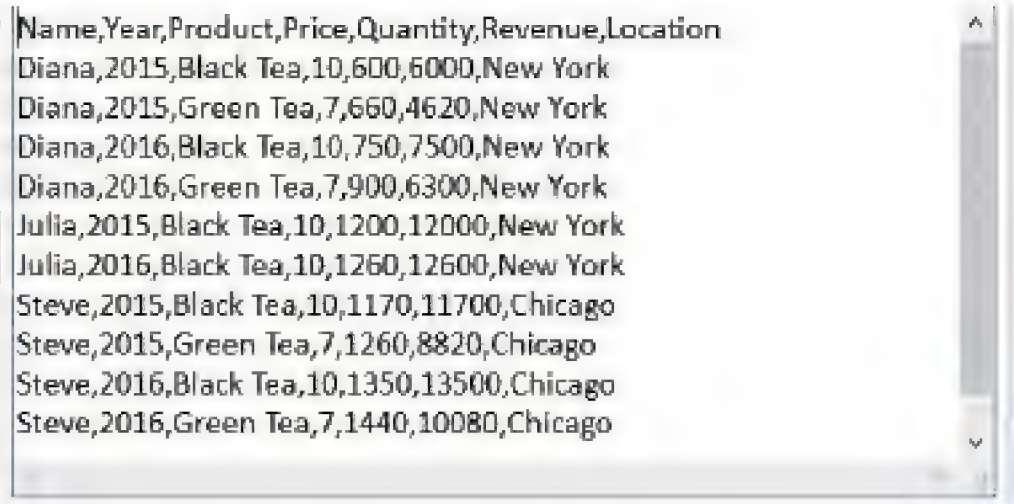 Name,Year,Product,Price,Quantity,Revenue,Location
Diana,2015,Black Tea,10,600,6000,New York
Diana,2015,Green Tea,7,660,4620,New York
Diana,2016,Black Tea,10,750,7500,New York
Diana,2016,Green Tea,7,900,6300,New York
Julia,2015,Black Tea,10,1200,12000,New York
Julia,2016,Black Tea,10,1260,12600,New York
Steve,2015,Black Tea,10,1170,11700,Chicago
Steve,2015,Green Tea,7,1260,8820,Chicago
Steve,2016,Black Tea,10,1350,13500,Chicago
Steve,2016,Green Tea,7,1440,10080,Chicago